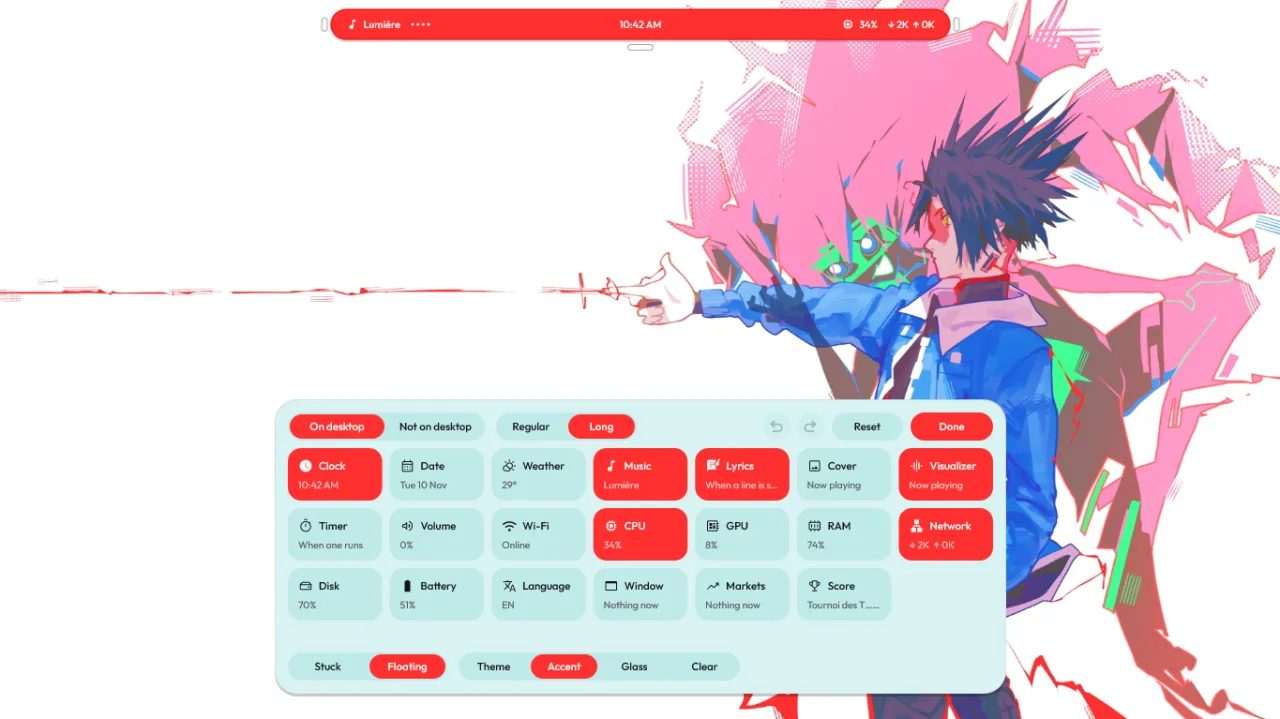 Lumière
10:42 AM
34% ↓ 2K ↑ 0K
On desktop Not on desktop Regular Long Reset Done
Clock Date Weather Music Lyrics Cover Visualizer
10:42 AM Tue 10 Nov 29° Lumière When a line is s... Now playing Now playing
Timer Volume Wi-Fi CPU GPU RAM Network
When one runs 0% Online 34% 8% 74% ↓ 2K ↑ 0K
Disk Battery Language Window Markets Score
70% 51% EN Nothing now Nothing now Tournoi des T......
Stuck Floating Theme Accent Glass Clear